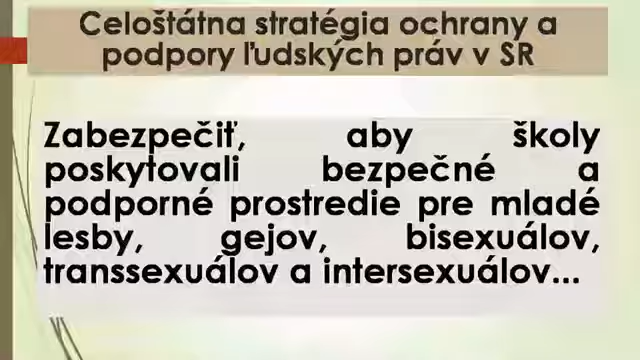 Celoštátna stratégia ochrany a
podpory ľudských práv v SR
Zabezpečiť, aby školy
poskytovali bezpečné a
podporné prostredie pre mladé
lesby, gejov, bisexuálov,
transsexuálov a intersexuálov...